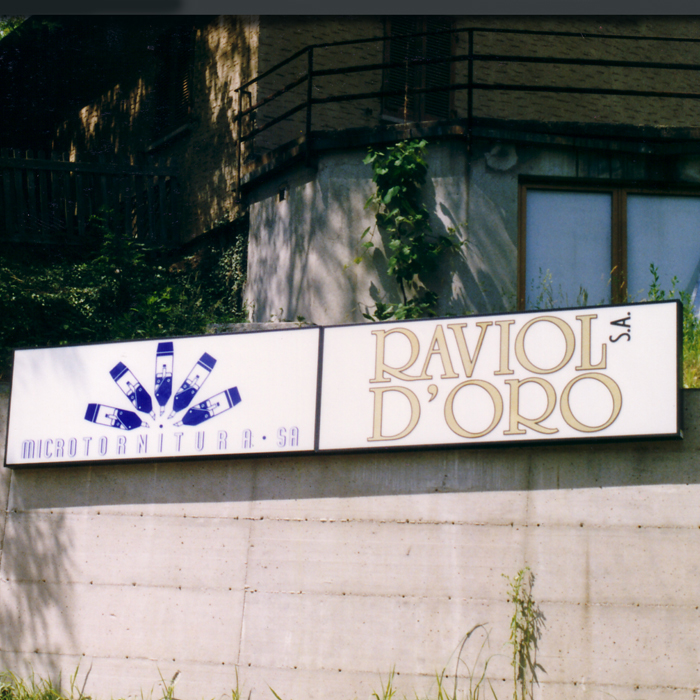 MICROTORNITURA · SA
RAVIOL S.A.
D'ORO